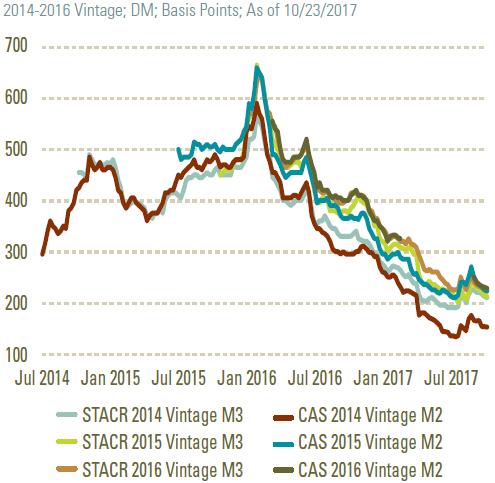 2014-2016 Vintage; DM; Basis Points; As of 10/23/2017
700
600
500
400
300
200
100
Jul 2014 Jan 2015 Jul 2015 Jan 2016 Jul 2016 Jan 2017 Jul 2017
STACR 2014 Vintage M3 CAS 2014 Vintage M2
STACR 2015 Vintage M3 CAS 2015 Vintage M2
STACR 2016 Vintage M3 CAS 2016 Vintage M2